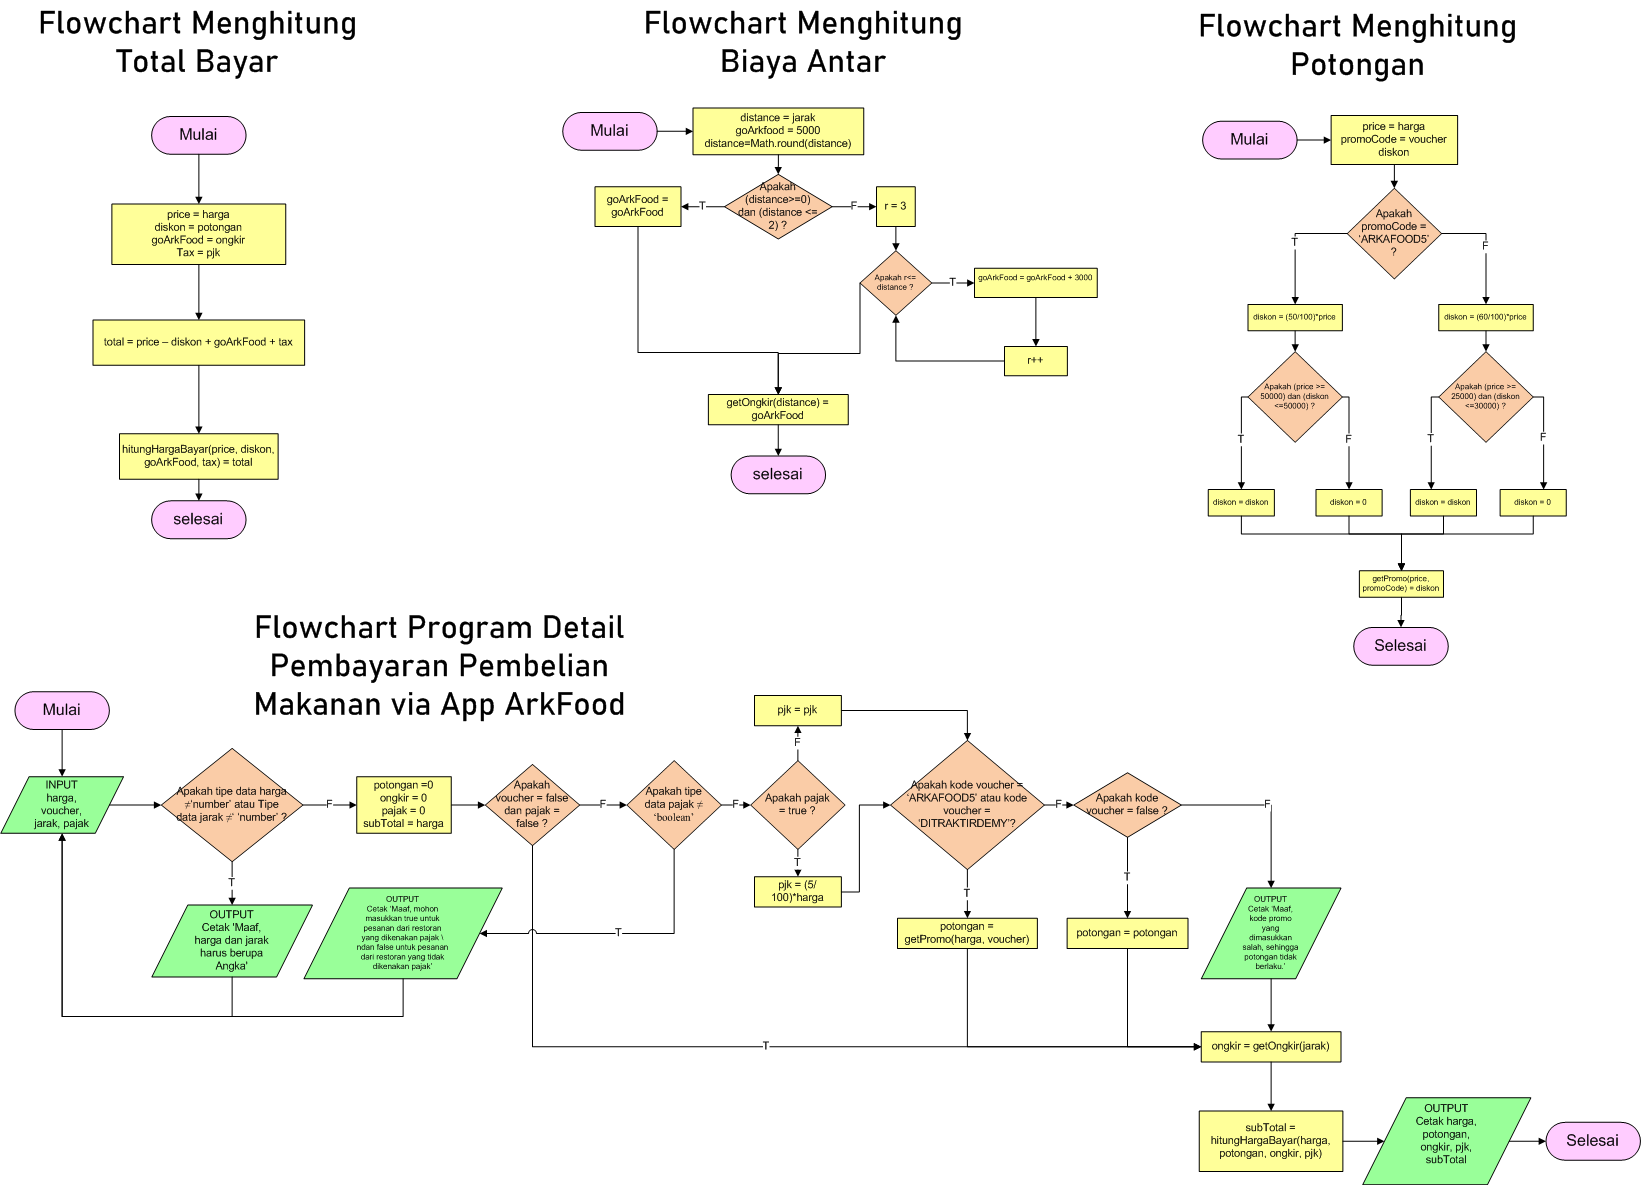 Flowchart Menghitung
Total Bayar
Mulai
price = harga
diskon = potongan
goArkFood = ongkir
Tax = pjk
total = price – diskon + goArkFood + tax
hitungHargaBayar(price, diskon,
goArkFood, tax) = total
selesai
Flowchart Menghitung
Biaya Antar
Mulai
distance = jarak
goArkfood = 5000
distance=Math.round(distance)
Apakah
(distance>=0)
dan (distance <=
2) ?
T
F
goArkFood =
goArkFood
r = 3
Apakah r<=
distance ?
T
goArkFood = goArkFood + 3000
r++
getOngkir(distance) =
goArkFood
selesai
Flowchart Menghitung
Potongan
Mulai
price = harga
promoCode = voucher
diskon
Apakah
promoCode =
‘ARKAFOOD5’
?
T
F
diskon = (50/100)*price
diskon = (60/100)*price
Apakah (price >=
50000) dan (diskon
<=50000) ?
Apakah (price >=
25000) dan (diskon
<=30000) ?
T
F
T
F
diskon = diskon
diskon = 0
diskon = diskon
diskon = 0
getPromo(price,
promoCode) = diskon
Selesai
Flowchart Program Detail
Pembayaran Pembelian
Makanan via App ArkFood
Mulai
INPUT
harga,
voucher,
jarak, pajak
Apakah tipe data harga
≠‘number’ atau Tipe
data jarak ≠‘ ‘number’ ?
F
T
OUTPUT
Cetak 'Maaf,
harga dan jarak
harus berupa
Angka'
potongan =0
ongkir = 0
pajak = 0
subTotal = harga
Apakah
voucher = false
dan pajak =
false ?
F
T
Apakah tipe
data pajak ≠
‘boolean’
F
T
OUTPUT
Cetak 'Maaf, mohon
masukkan true untuk
pesanan dari restoran
yang dikenakan pajak \
ndan false untuk pesanan
dari restoran yang tidak
dikenakan pajak'
Apakah pajak
= true ?
F
pjk = pjk
T
pjk = (5/
100)*harga
Apakah kode voucher =
‘ARKAFOOD5’ atau kode
voucher =
‘DITRAKTIRDEMY’?
F
T
potongan =
getPromo(harga, voucher)
Apakah kode
voucher = false ?
F
T
potongan = potongan
OUTPUT
Cetak 'Maaf,
kode promo
yang
dimasukkan
salah, sehingga
potongan tidak
berlaku.'
ongkir = getOngkir(jarak)
subTotal =
hitungHargaBayar(harga,
potongan, ongkir, pjk)
OUTPUT
Cetak harga,
potongan,
ongkir, pjk,
subTotal
Selesai